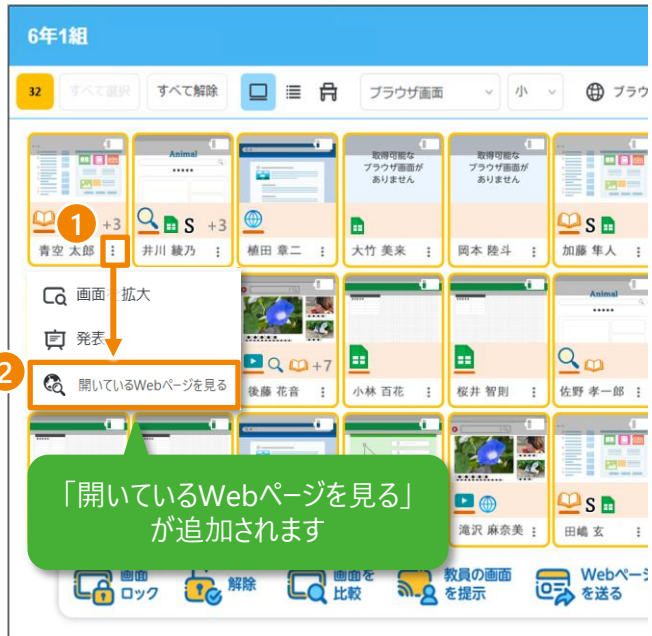 6年1組
32 すべて選択 すべて解除 ブラウザ画面 小 ブラウ
Animal
取得可能な
ブラウザ画面が
ありません
取得可能な
ブラウザ画面が
ありません
1 +3
S +3
S
青空 太郎 井川 綾乃 植田 章二 大竹 美来 岡本 陸斗 加藤 隼人
画面を拡大
発表
2 開いているWebページを見る
Animal
+7
後藤 花音 小林 百花 桜井 智則 佐野 孝一郎
S
滝沢 麻奈美 田嶋 玄
「開いているWebページを見る」
が追加されます
画面
ロック
解除
画面を
比較
教員の画面
を提示
Webペー
を送る